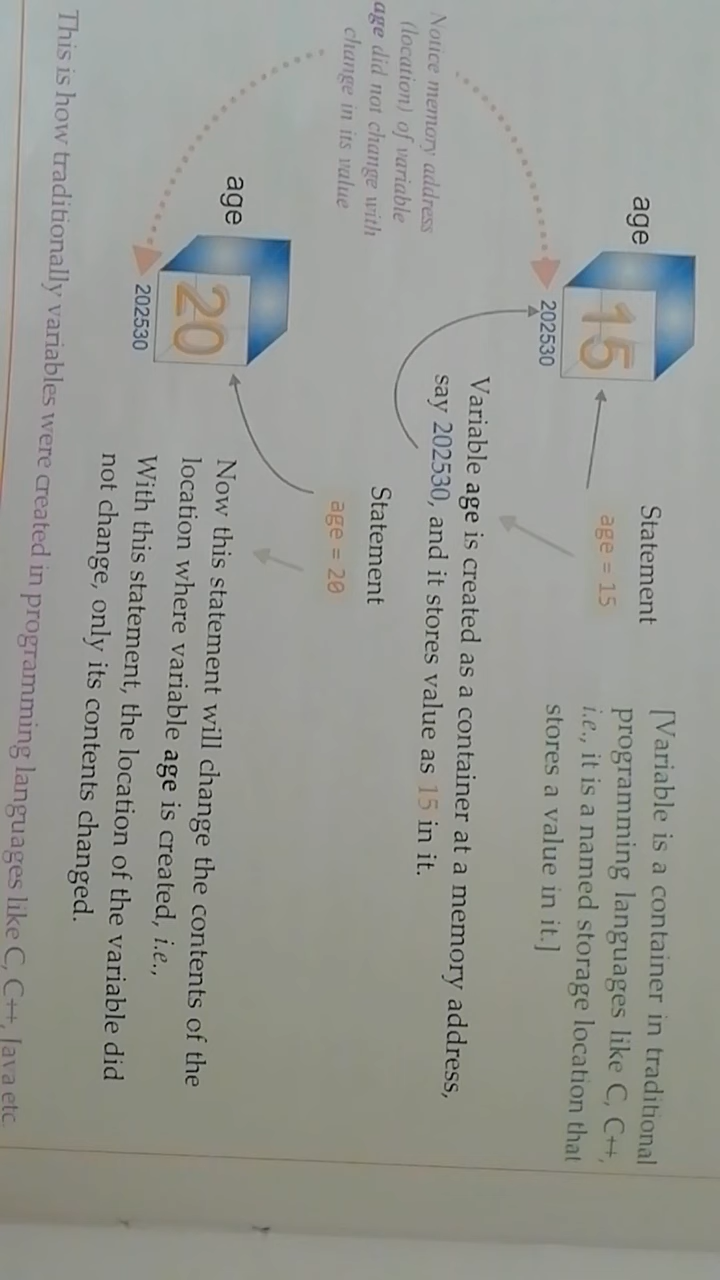 Statement
age = 15
[Variable is a container in traditional
programming languages like C, C++,
i.e., it is a named storage location that
stores a value in it.]
age
15
202530
Variable age is created as a container at a memory address,
say 202530, and it stores value as 15 in it.
Notice memory address
(location) of variable
age did not change with
change in its value
Statement
age = 20
age
20
202530
Now this statement will change the contents of the
location where variable age is created, i.e.,
With this statement, the location of the variable did
not change, only its contents changed.
This is how traditionally variables were created in programming languages like C, C++, Java etc.